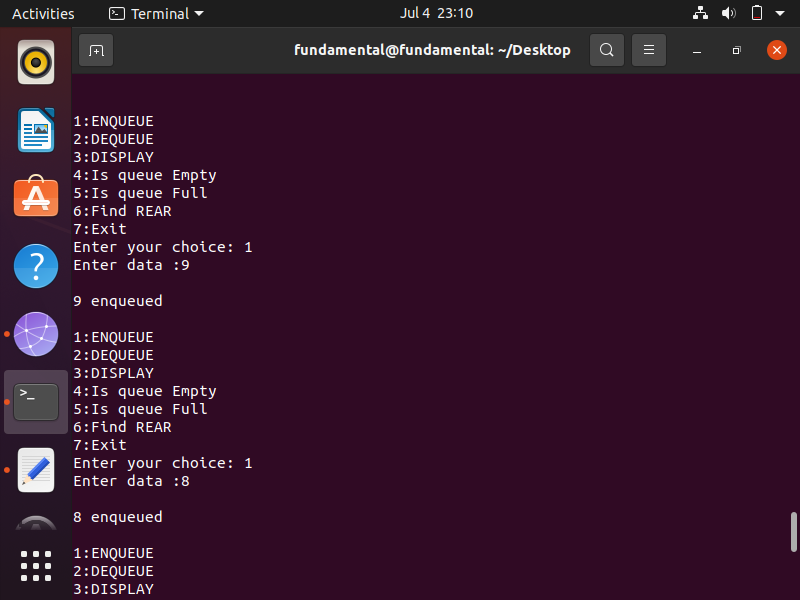 Activities
Terminal
Jul 4 23:10
fundamental@fundamental: ~/Desktop
1:ENQUEUE
2:DEQUEUE
3:DISPLAY
4:Is queue Empty
5:Is queue Full
6:Find REAR
7:Exit
Enter your choice: 1
Enter data :9
9 enqueued
1:ENQUEUE
2:DEQUEUE
3:DISPLAY
4:Is queue Empty
5:Is queue Full
6:Find REAR
7:Exit
Enter your choice: 1
Enter data :8
8 enqueued
1:ENQUEUE
2:DEQUEUE
3:DISPLAY